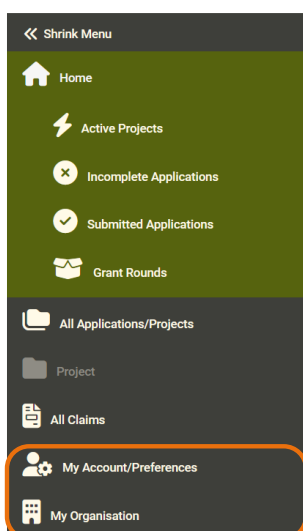 Shrink Menu
Home
Active Projects
Incomplete Applications
Submitted Applications
Grant Rounds
All Applications/Projects
Project
All Claims
My Account/Preferences
My Organisation